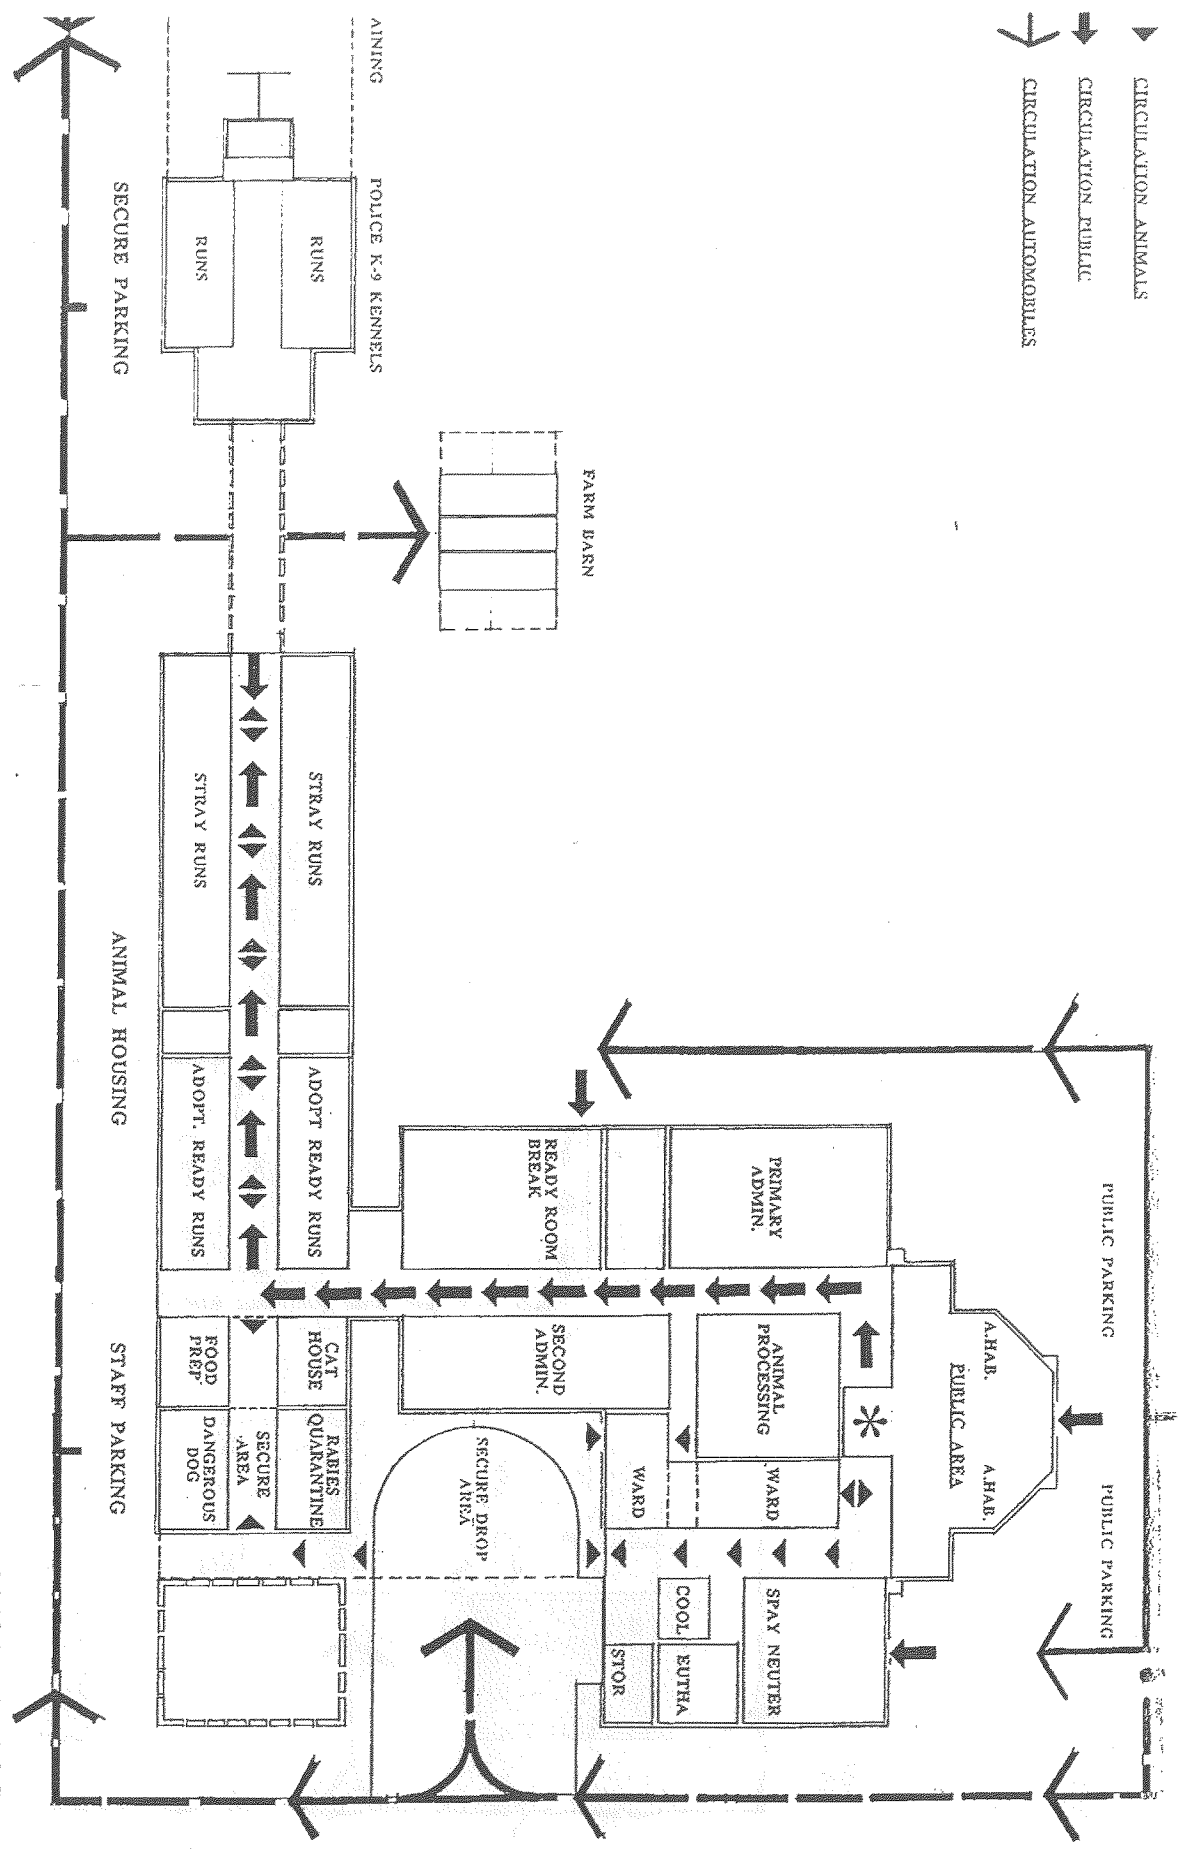 CIRCULATION ANIMALS
CIRCULATION PUBLIC
CIRCULATION AUTOMOBILES
AINING
POLICE K-9 KENNELS
RUNS
RUNS
SECURE PARKING
FARM BARN
STRAY RUNS
STRAY RUNS
ANIMAL HOUSING
ADOPT READY RUNS
ADOPT. READY RUNS
PUBLIC PARKING
PRIMARY
ADMIN.
READY ROOM
BREAK
A.HAB.
PUBLIC AREA
A.HAB.
PUBLIC PARKING
ANIMAL
PROCESSING
SECOND
ADMIN.
CAT
HOUSE
FOOD
PREP.
STAFF PARKING
WARD
WARD
SECURE DROP
AREA
RABIES
QUARANTINE
SECURE
AREA
DANGEROUS
DOG
SPAY NEUTER
COOL
EUTHA
STOR